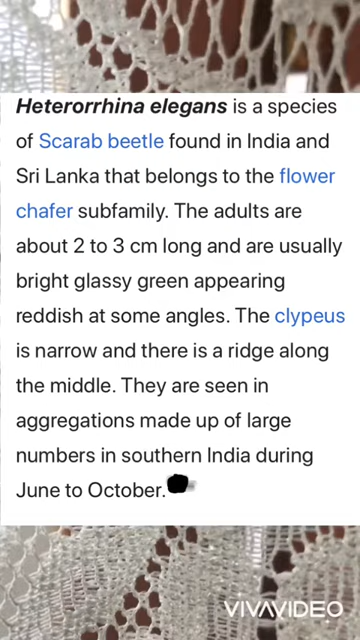 Heterorrhina elegans is a species
of Scarab beetle found in India and
Sri Lanka that belongs to the flower
chafer subfamily. The adults are
about 2 to 3 cm long and are usually
bright glassy green appearing
reddish at some angles. The clypeus
is narrow and there is a ridge along
the middle. They are seen in
aggregations made up of large
numbers in southern India during
June to October.
VIVAVIDEO